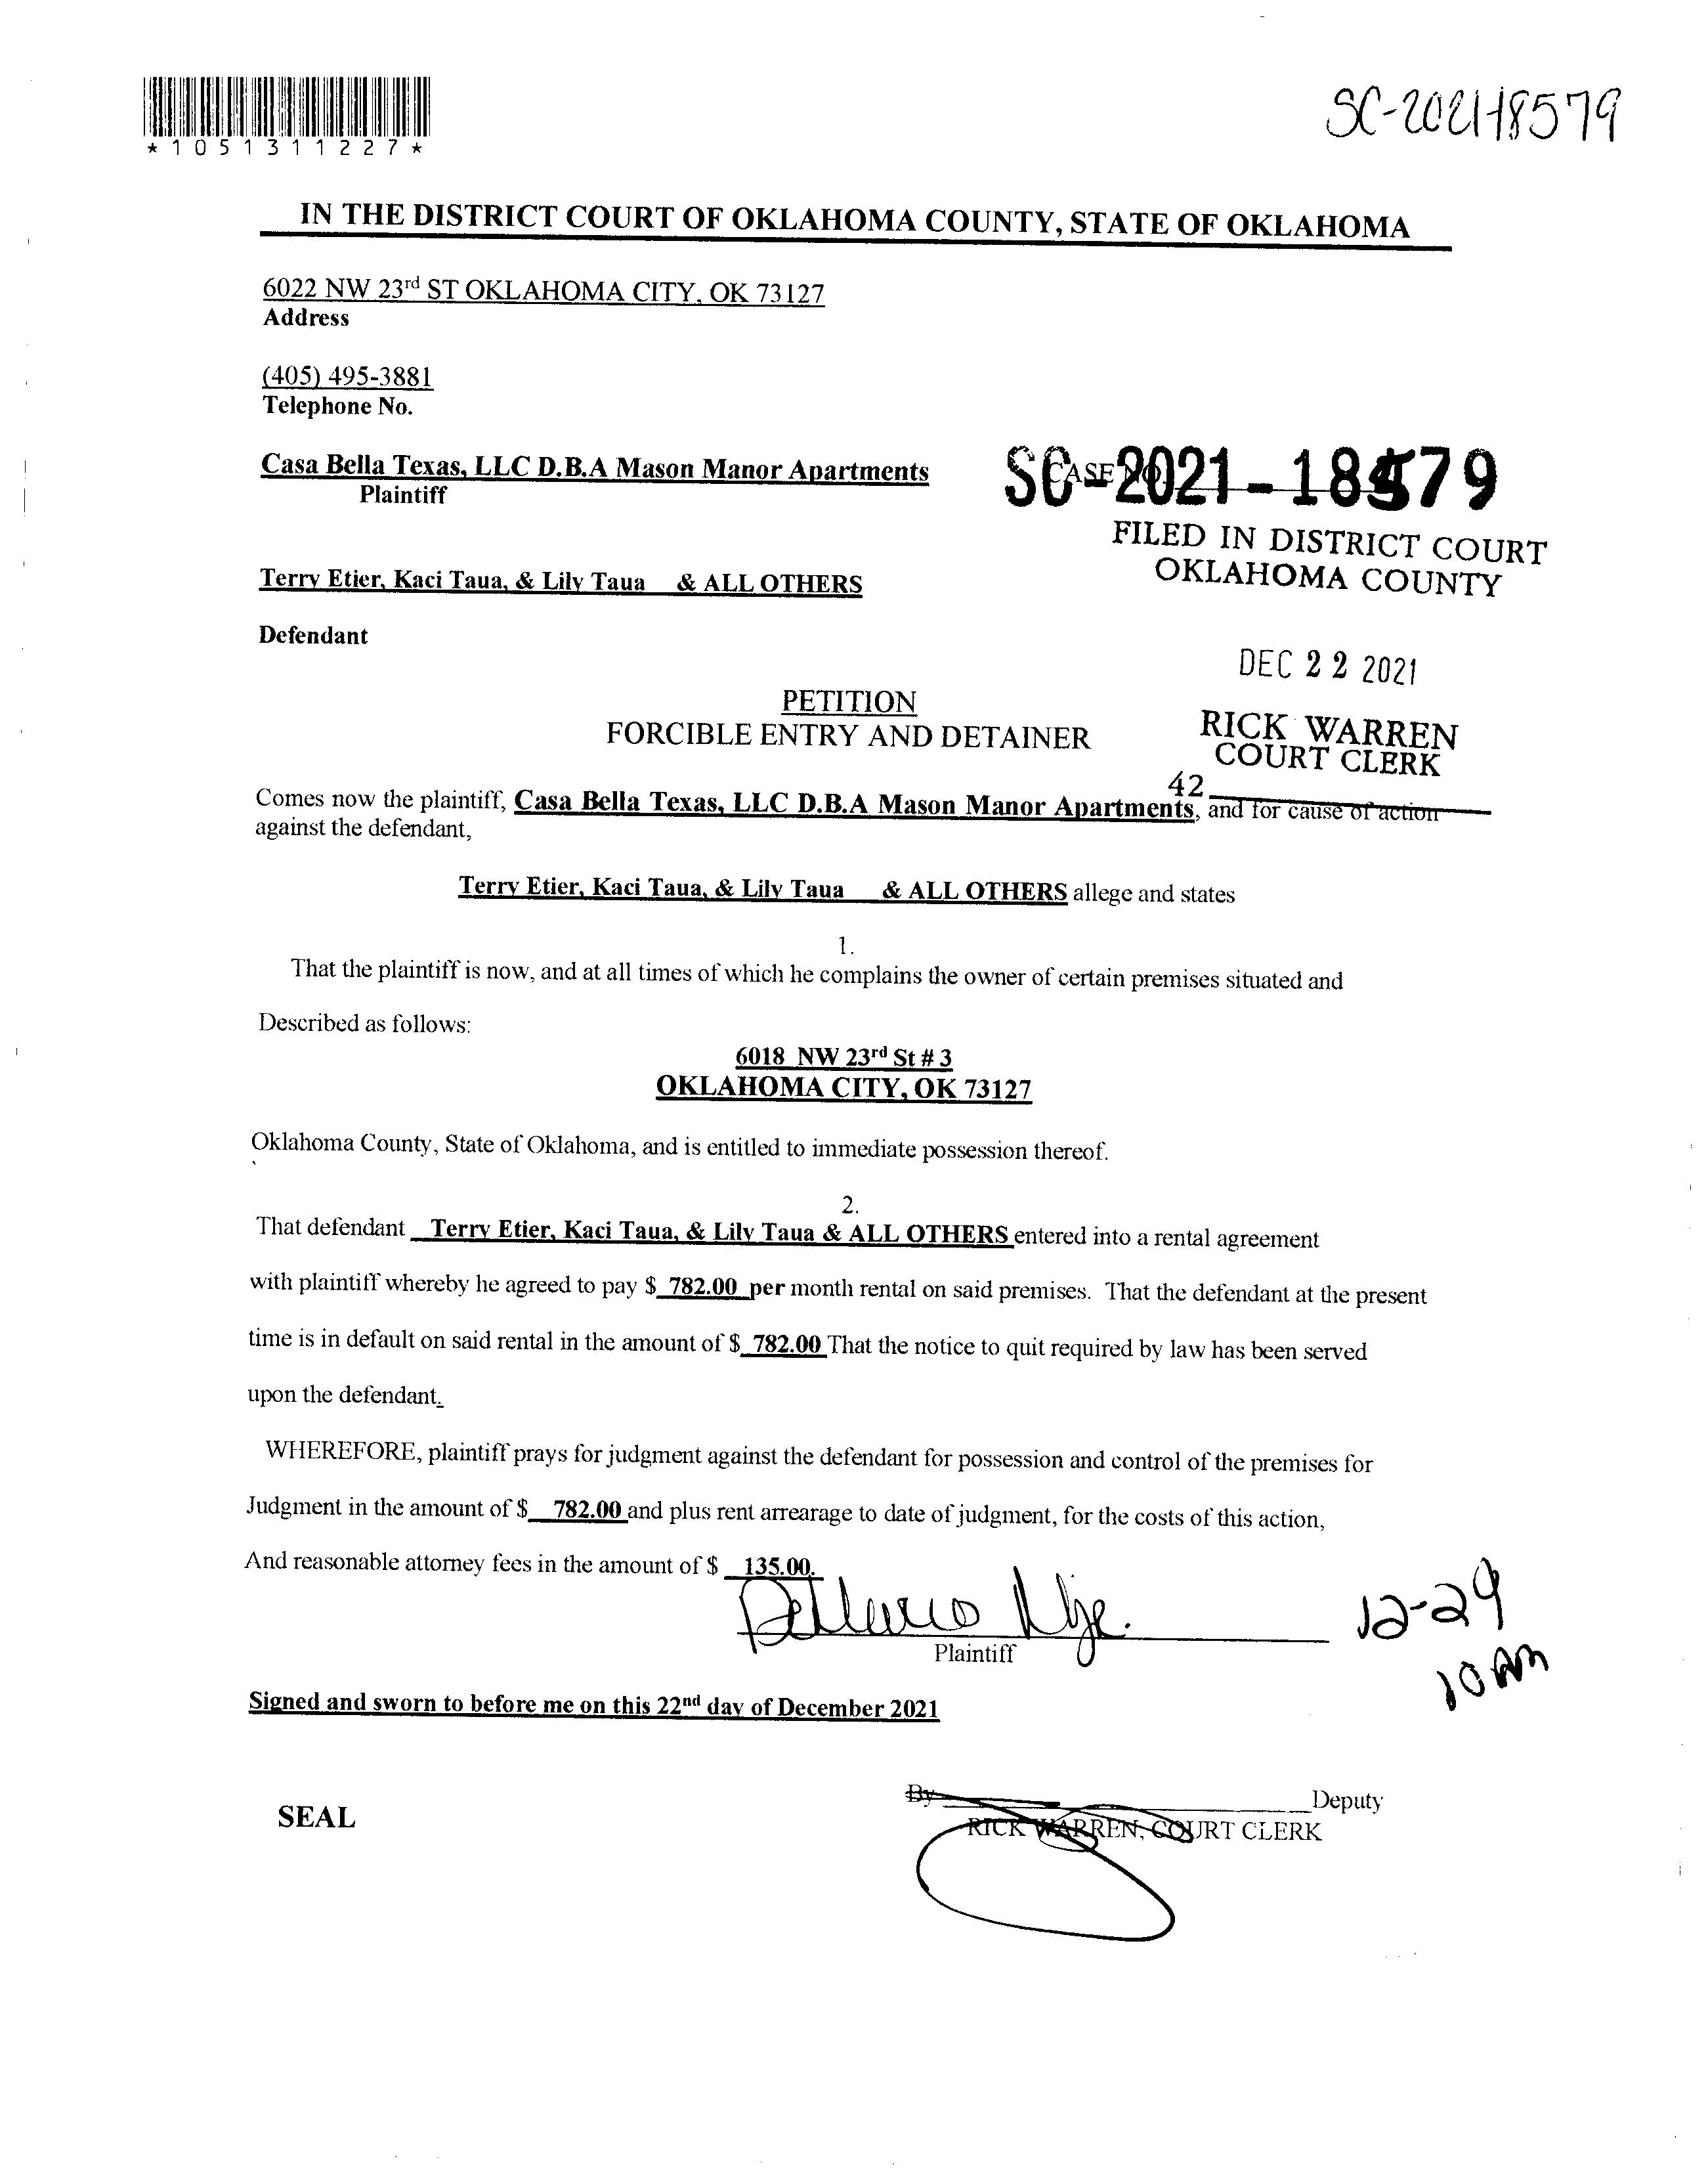 SC-2021-18579
*1051311227*
IN THE DISTRICT COURT OF OKLAHOMA COUNTY, STATE OF OKLAHOMA
6022 NW 23rd ST OKLAHOMA CITY, OK 73127
Address
(405) 495-3881
Telephone No.
Casa Bella Texas, LLC D.B.A Mason Manor Apartments
Plaintiff
CASE NO.
SC-2021-18579
FILED IN DISTRICT COURT
OKLAHOMA COUNTY
Terry Etier, Kaci Taua, & Lily Taua & ALL OTHERS
Defendant
DEC 22 2021
PETITION
FORCIBLE ENTRY AND DETAINER
RICK WARREN
COURT CLERK
42
Comes now the plaintiff, Casa Bella Texas, LLC D.B.A Mason Manor Apartments, and for cause of action
against the defendant,
Terry Etier, Kaci Taua, & Lily Taua & ALL OTHERS allege and states
1.
That the plaintiff is now, and at all times of which he complains the owner of certain premises situated and
Described as follows:
6018 NW 23rd St # 3
OKLAHOMA CITY, OK 73127
Oklahoma County, State of Oklahoma, and is entitled to immediate possession thereof.
2.
That defendant Terry Etier, Kaci Taua, & Lily Taua & ALL OTHERS entered into a rental agreement
with plaintiff whereby he agreed to pay $ 782.00 per month rental on said premises. That the defendant at the present
time is in default on said rental in the amount of $ 782.00 That the notice to quit required by law has been served
upon the defendant.
WHEREFORE, plaintiff prays for judgment against the defendant for possession and control of the premises for
Judgment in the amount of $ 782.00 and plus rent arrearage to date of judgment, for the costs of this action,
And reasonable attorney fees in the amount of $ 135.00.
Plaintiff
12-29
10 AM
Signed and sworn to before me on this 22nd day of December 2021
SEAL
By Deputy
RICK WARREN, COURT CLERK